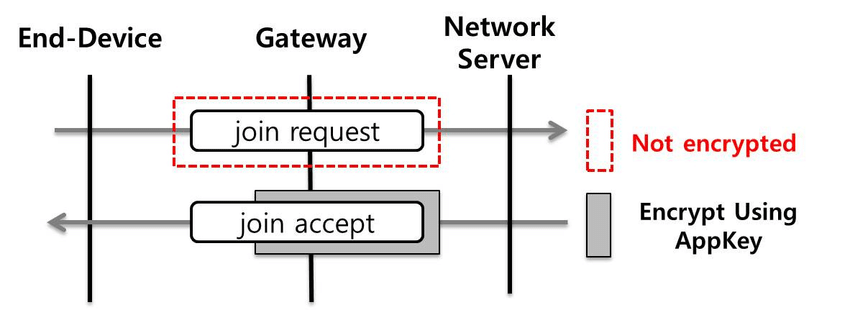 End-Device
Gateway
Network
Server
join request
Not encrypted
join accept
Encrypt Using
AppKey